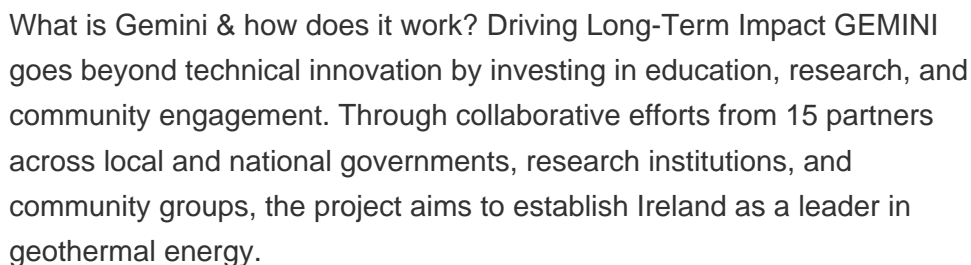 What is Gemini & how does it work? Driving Long-Term Impact GEMINI
goes beyond technical innovation by investing in education, research, and
community engagement. Through collaborative efforts from 15 partners
across local and national governments, research institutions, and
community groups, the project aims to establish Ireland as a leader in
geothermal energy.